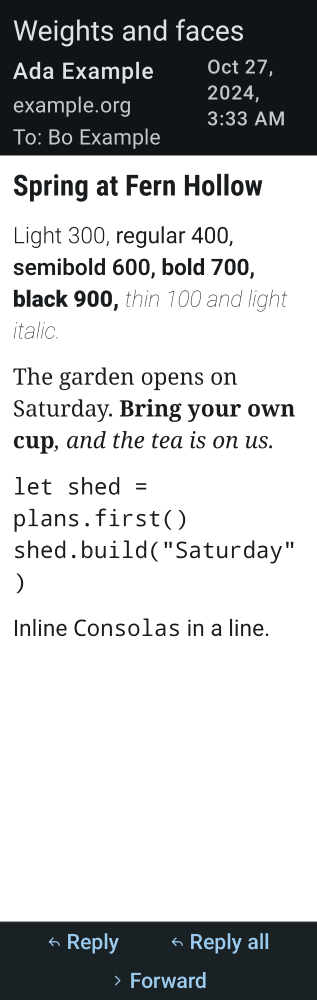 Weights and faces
Ada Example
example.org
To: Bo Example
Oct 27,
2024,
3:33 AM
Spring at Fern Hollow
Light 300, regular 400,
semibold 600, bold 700,
black 900, thin 100 and light
italic.
The garden opens on
Saturday. Bring your own
cup, and the tea is on us.
let shed =
plans.first()
shed.build("Saturday"
)
Inline Consolas in a line.
Reply
Reply all
Forward